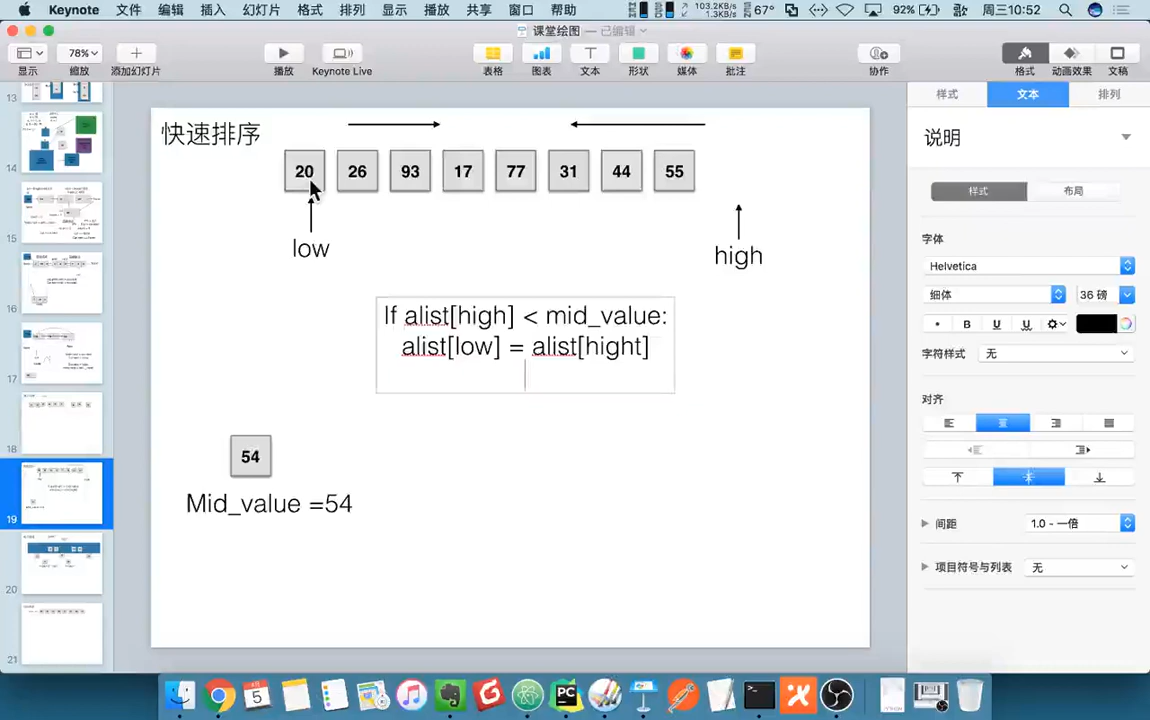 Keynote 文件 编辑 插入 幻灯片 格式 排列 显示 播放 共享 窗口 帮助 103.2KB/s 1.3KB/s 67° 92% 周三10:52
课堂绘图 — 已编辑
78%
显示 缩放 添加幻灯片 播放 Keynote Live 表格 图表 文本 形状 媒体 批注 协作 格式 动画效果 文稿
样式 文本 排列
说明
样式 布局
字体
Helvetica
细体 36 磅
B U U
字符样式 无
对齐
间距 1.0 - 一倍
项目符号与列表 无
13
14
15
16
17
18
19
20
21
快速排序
20 26 93 17 77 31 44 55
low
high
If alist[high] < mid_value:
alist[low] = alist[hight]
54
Mid_value =54
5
PC